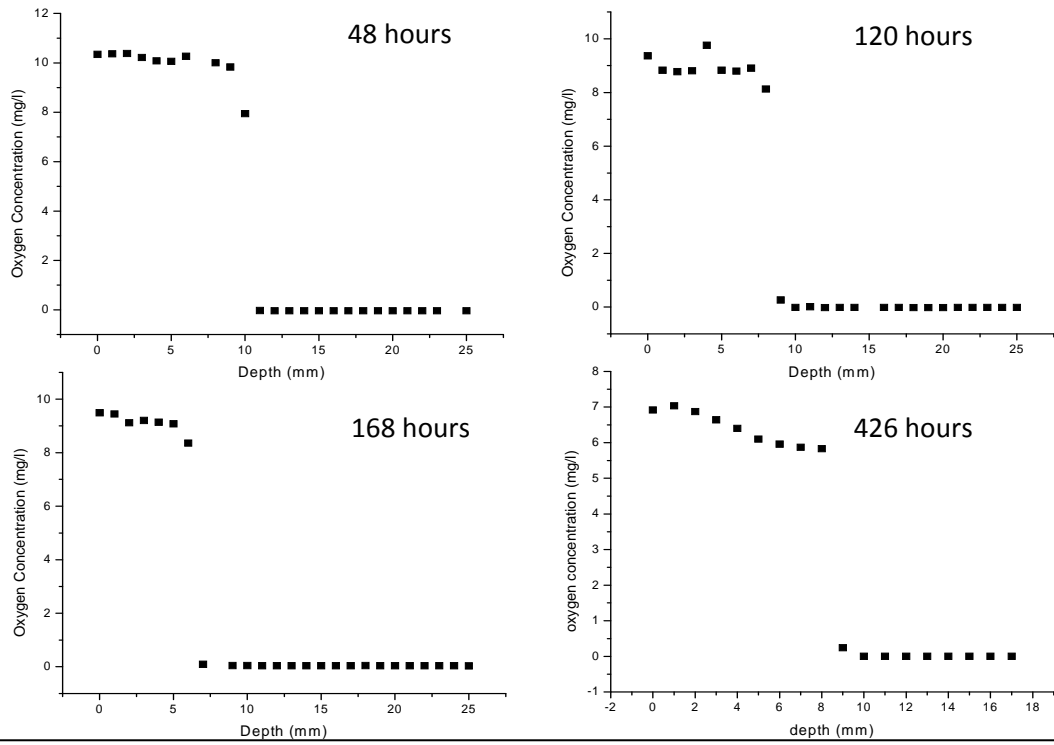 48 hours
12
10
8
6
4
2
0
Oxygen Concentration (mg/l)
0 5 10 15 20 25
Depth (mm)
120 hours
10
8
6
4
2
0
Oxygen Concentration (mg/l)
0 5 10 15 20 25
Depth (mm)
168 hours
10
8
6
4
2
0
Oxygen Concentration (mg/l)
0 5 10 15 20 25
Depth (mm)
426 hours
8
7
6
5
4
3
2
1
0
-1
oxygen concentration (mg/l)
-2 0 2 4 6 8 10 12 14 16 18
depth (mm)